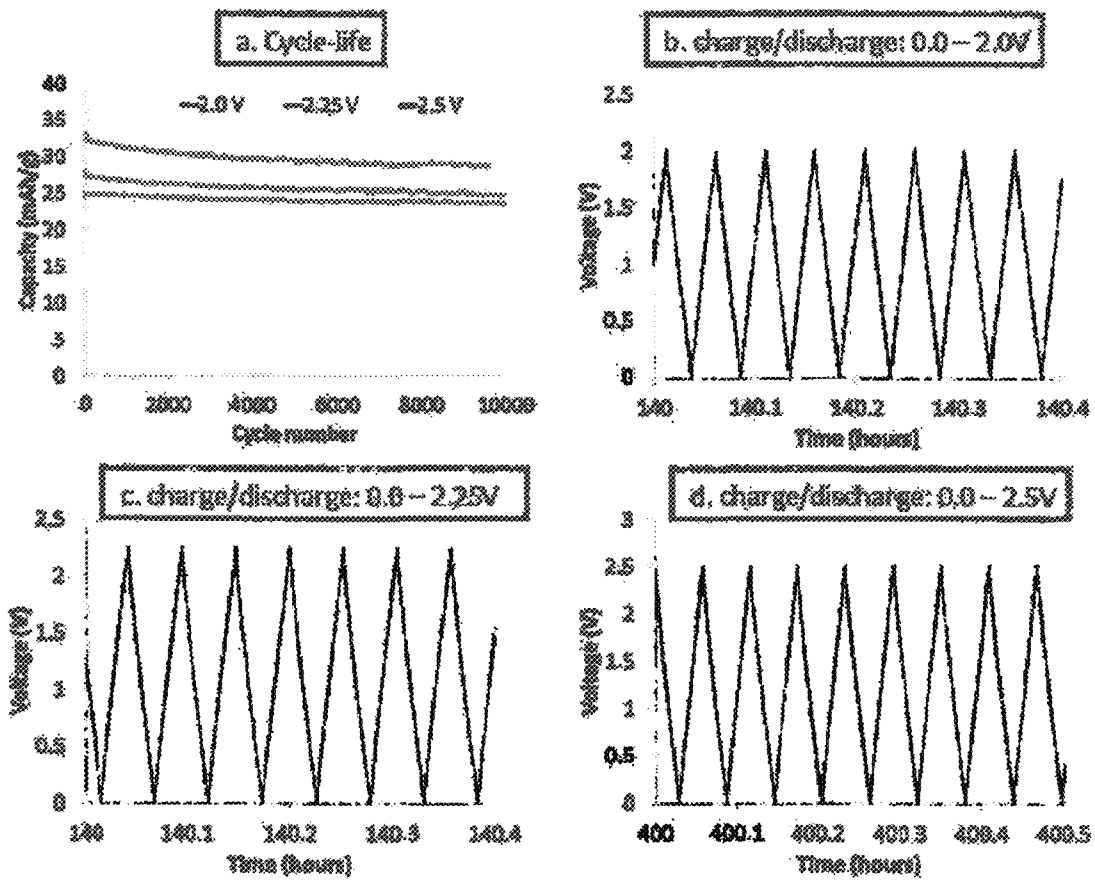 a. Cycle-life
40
35
30
25
20
15
10
5
0
Capacity (mAh/g)
2.0 V 2.25 V 2.5 V
0 2000 4000 6000 8000 10000
Cycle number
b. charge/discharge: 0.0 – 2.0V
2.5
2
1.5
1
0.5
0
Voltage (V)
140 140.1 140.2 140.3 140.4
Time (hours)
c. charge/discharge: 0.0 – 2.25V
2.5
2
1.5
1
0.5
0
Voltage (V)
140 140.1 140.2 140.3 140.4
Time (hours)
d. charge/discharge: 0.0 – 2.5V
3
2.5
2
1.5
1
0.5
0
Voltage (V)
400 400.1 400.2 400.3 400.4 400.5
Time (hours)